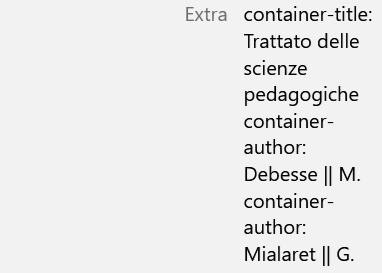 Extra container-title:
Trattato delle
scienze
pedagogiche
container-
author:
Debesse || M.
container-
author:
Mialaret || G.